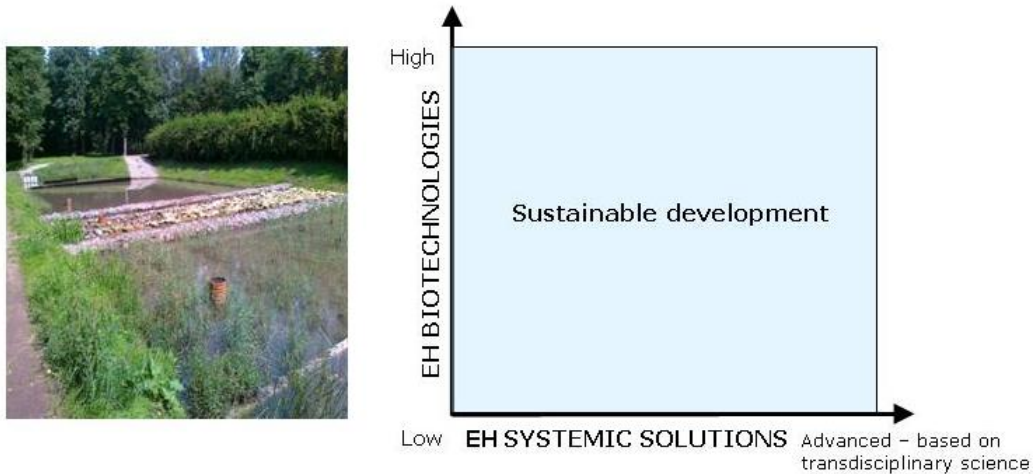 High
EH BIOTECHNOLOGIES
Sustainable development
Low
EH SYSTEMIC SOLUTIONS
Advanced – based on
transdisciplinary science